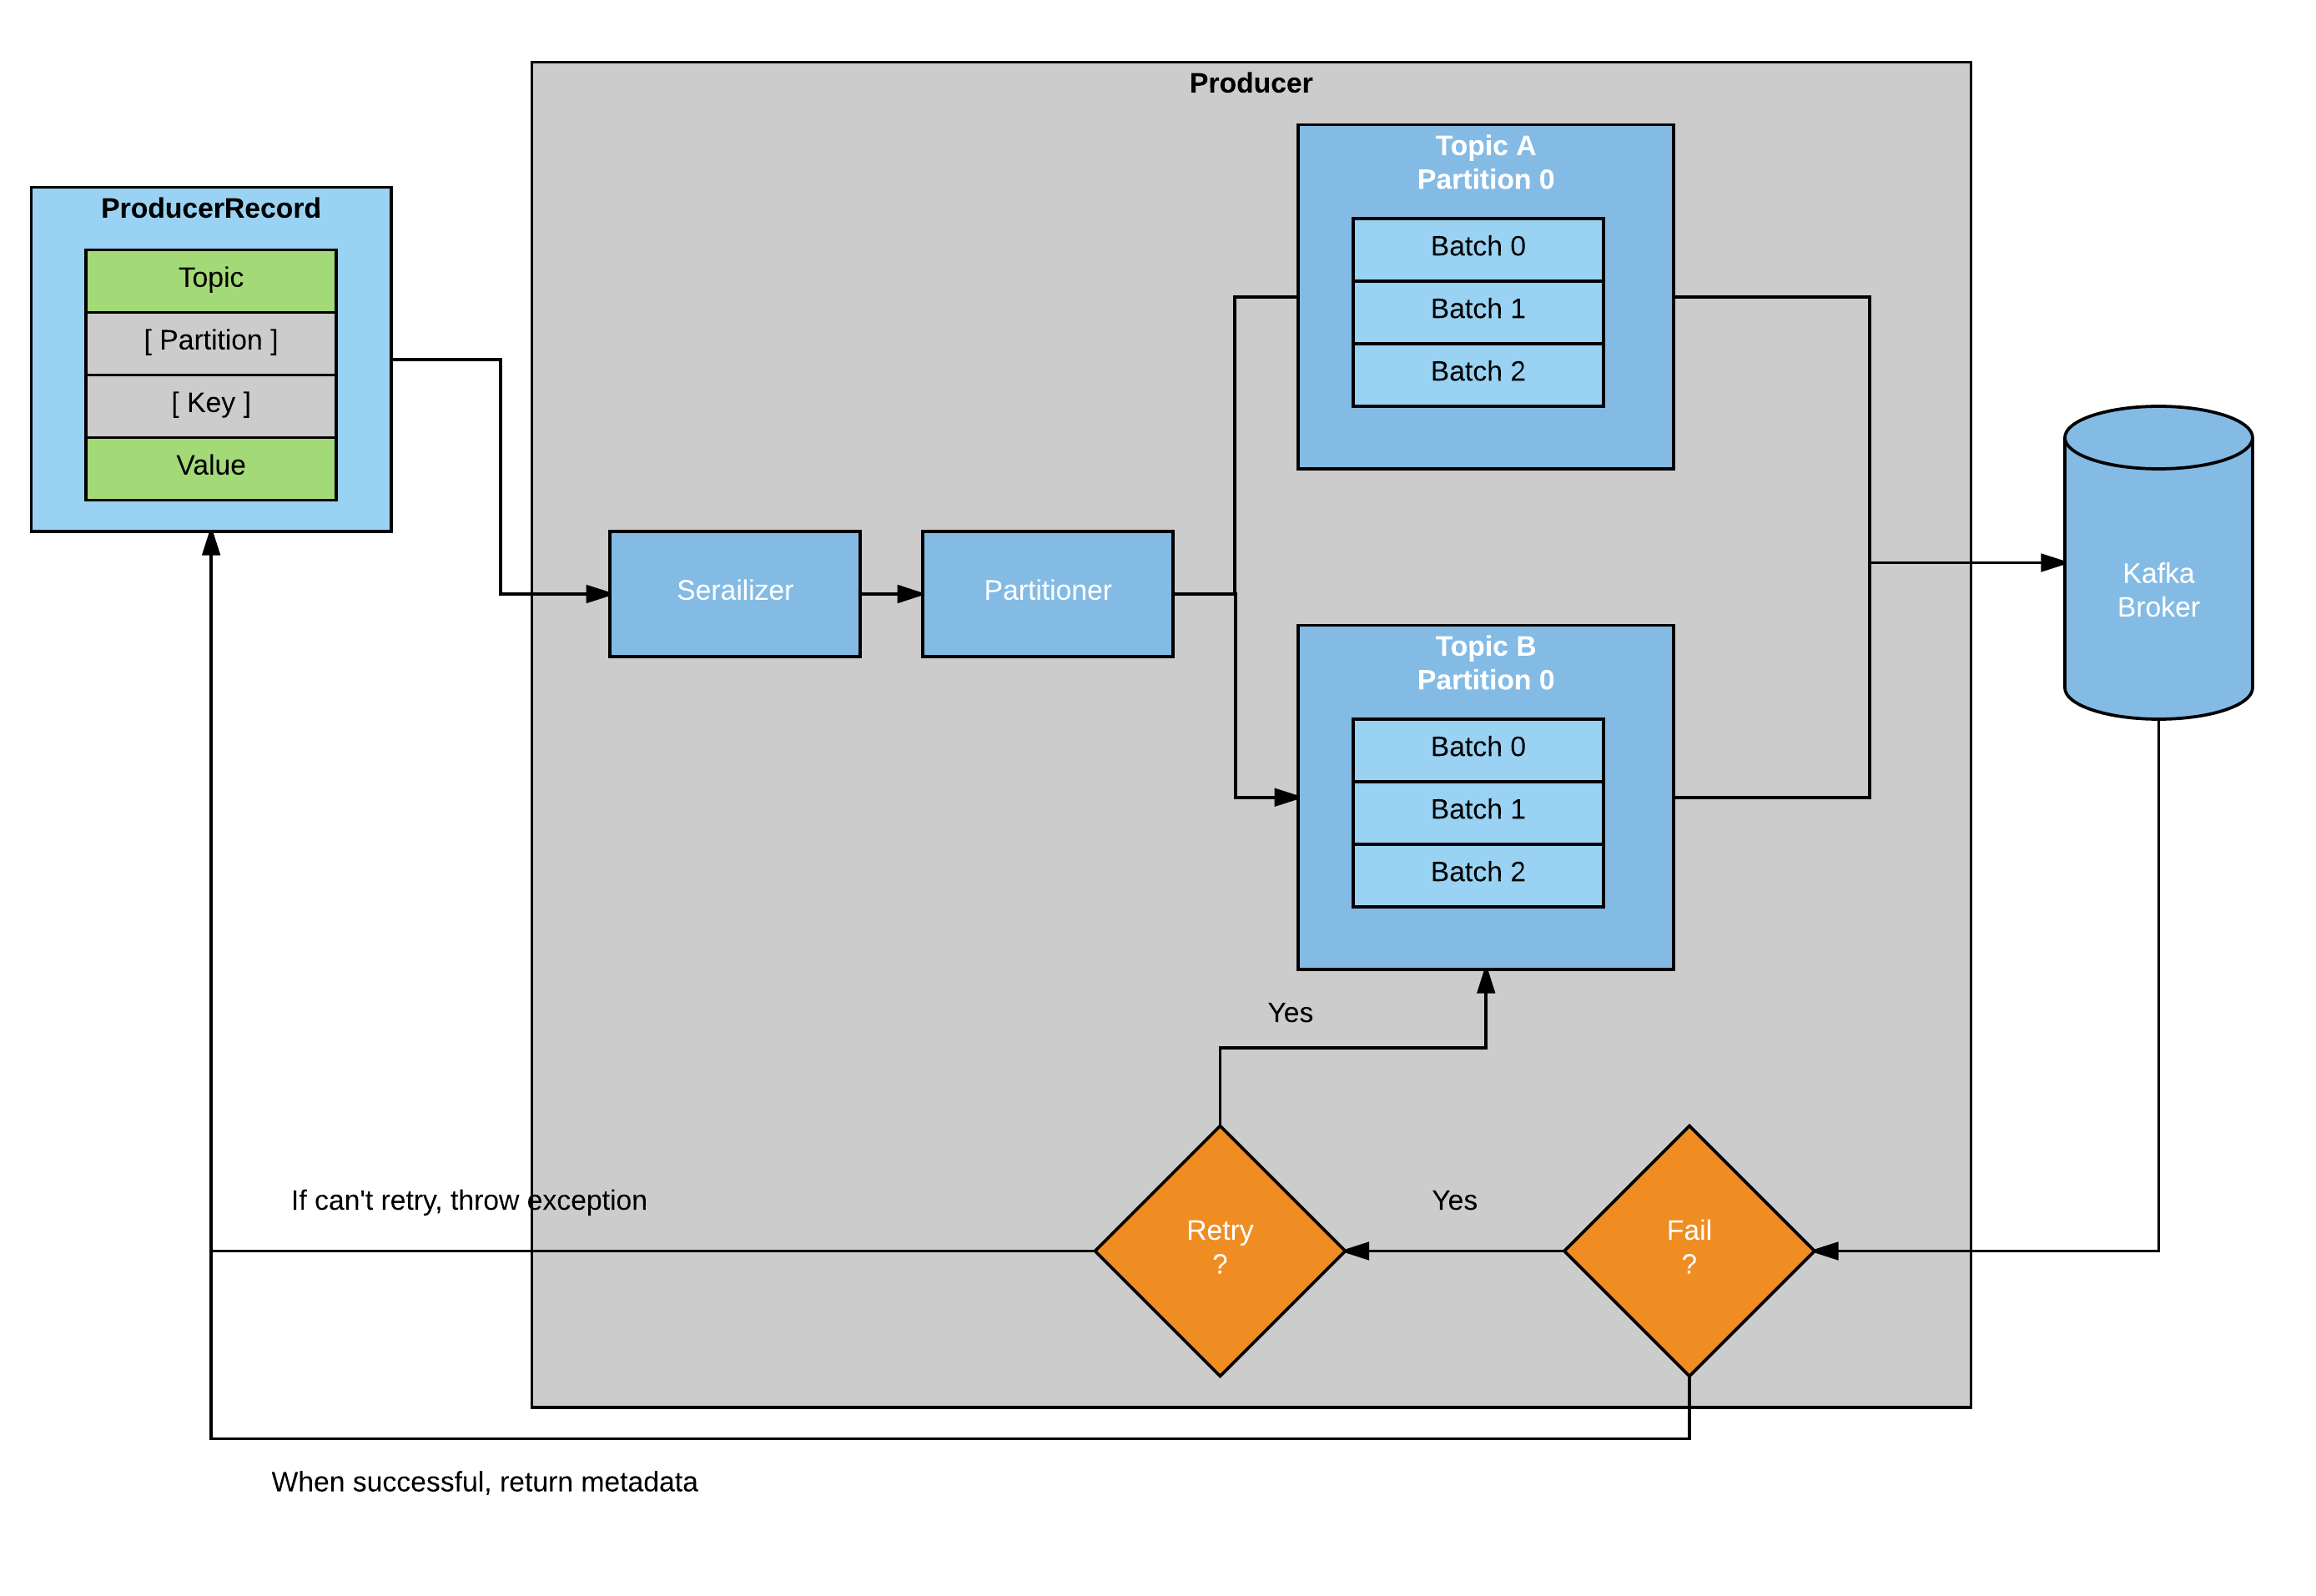 Producer
ProducerRecord
Topic
[ Partition ]
[ Key ]
Value
Serailizer
Partitioner
Topic A
Partition 0
Batch 0
Batch 1
Batch 2
Topic B
Partition 0
Batch 0
Batch 1
Batch 2
Kafka
Broker
Yes
If can't retry, throw exception
Retry
?
Yes
Fail
?
When successful, return metadata